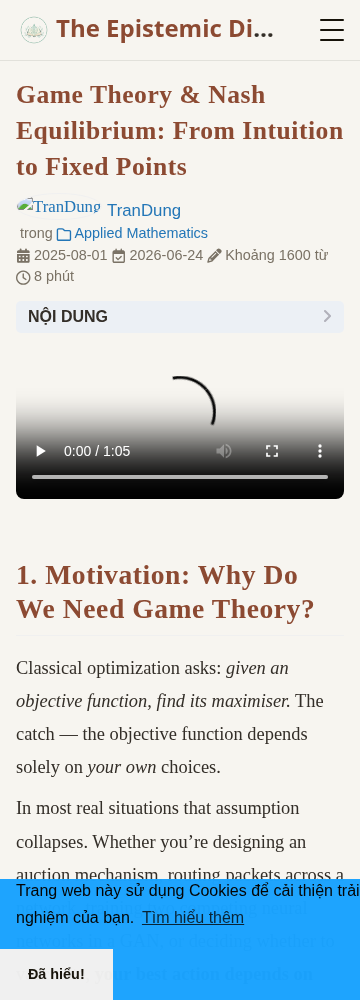 The Epistemic Di...
Game Theory & Nash
Equilibrium: From Intuition
to Fixed Points
TranDung TranDung
trong Applied Mathematics
2025-08-01 2026-06-24 Khoảng 1600 từ
8 phút
NỘI DUNG
0:00 / 1:05
1. Motivation: Why Do
We Need Game Theory?
Classical optimization asks: given an
objective function, find its maximiser. The
catch — the objective function depends
solely on your own choices.
In most real situations that assumption
collapses. Whether you’re designing an
auction mechanism, routing packets across a
Trang web này sử dụng Cookies để cải thiện trải
nghiệm của bạn. Tìm hiểu thêm
Đã hiểu!